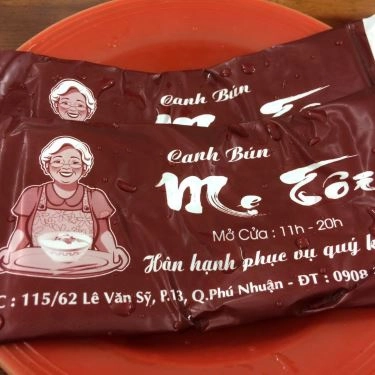 Canh Bún
Canh Bún
Mẹ Tôi
Mở Cửa : 11h - 20h
Hân hạnh phục vụ quý
: 115/62 Lê Văn Sỹ, P.13, Q.Phú Nhuận - ĐT : 0908